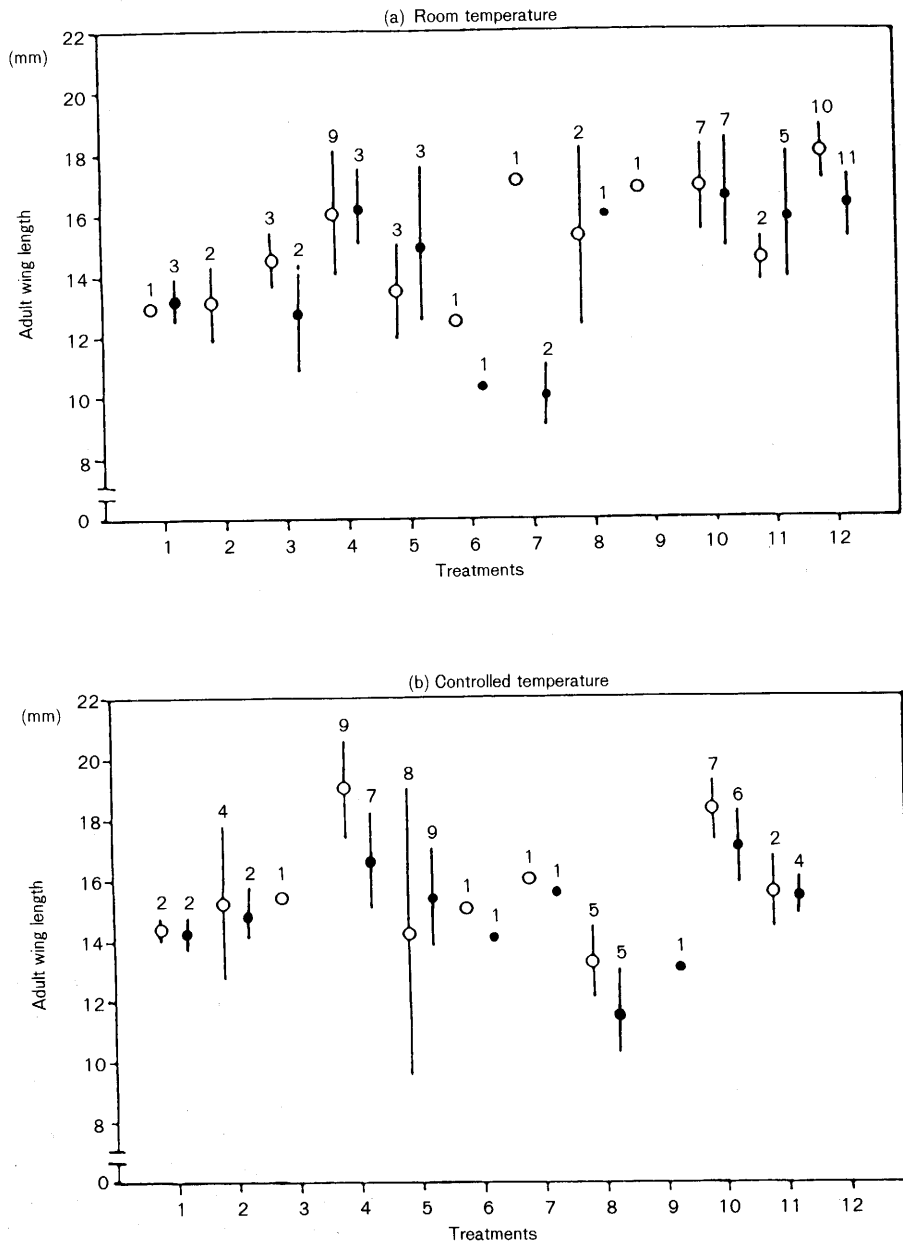 (a) Room temperature
22
(mm)
20
18
16
14
12
10
8
0
Adult wing length
1 3 2 3 2 9 3 3 3 1 1 1 2 2 1 1 7 7 2 5 10 11
1 2 3 4 5 6 7 8 9 10 11 12
Treatments
(b) Controlled temperature
22
(mm)
20
18
16
14
12
10
8
0
Adult wing length
2 2 4 2 1 9 7 8 9 1 1 1 1 5 5 1 7 6 2 4
1 2 3 4 5 6 7 8 9 10 11 12
Treatments